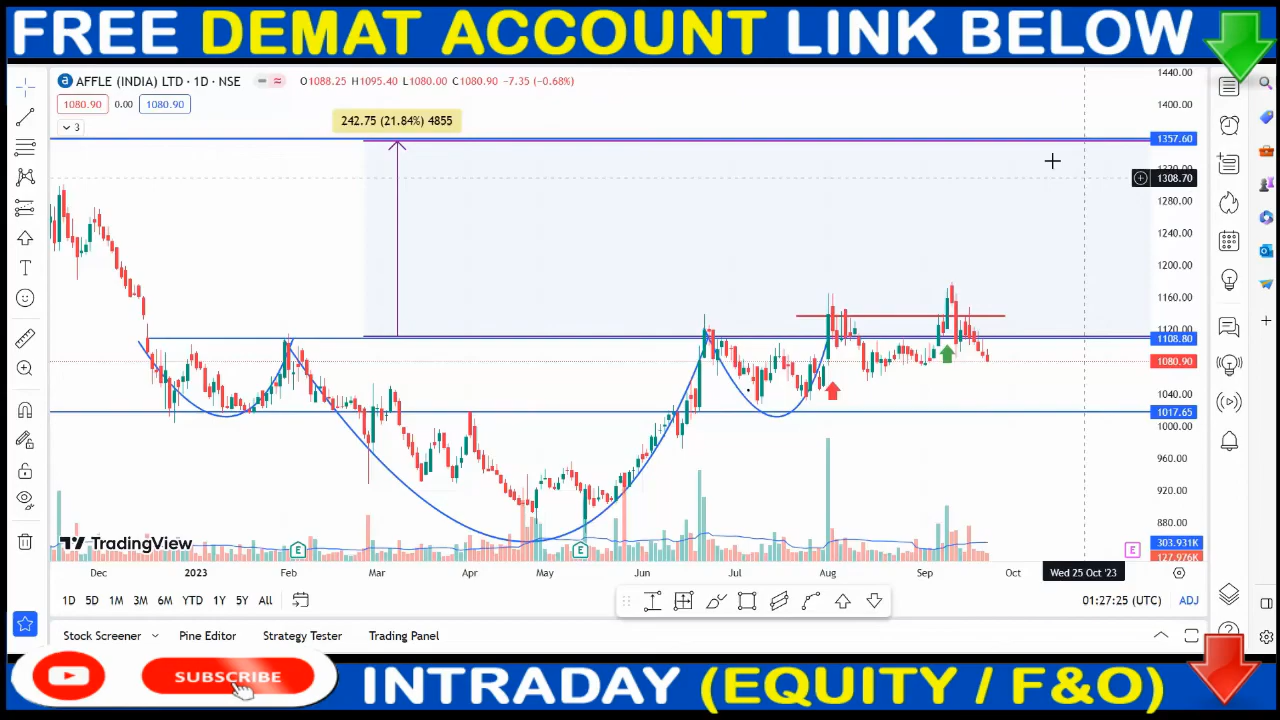 FREE DEMAT ACCOUNT LINK BELOW
AFFLE (INDIA) LTD · 1D · NSE
O1088.25 H1095.40 L1080.00 C1080.90 −7.35 (−0.68%)
1080.90 0.00 1080.90
3
242.75 (21.84%) 4855
1440.00
1400.00
1357.60
1308.70
1280.00
1240.00
1200.00
1160.00
1120.00
1108.80
1080.90
1040.00
1017.65
1000.00
960.00
920.00
880.00
303.931K
127.976K
TradingView
E
E
E
Dec 2023 Feb Mar Apr May Jun Jul Aug Sep Oct Wed 25 Oct '23
1D 5D 1M 3M 6M YTD 1Y 5Y All
01:27:25 (UTC) ADJ
Stock Screener Pine Editor Strategy Tester Trading Panel
SUBSCRIBE
INTRADAY (EQUITY / F&O)